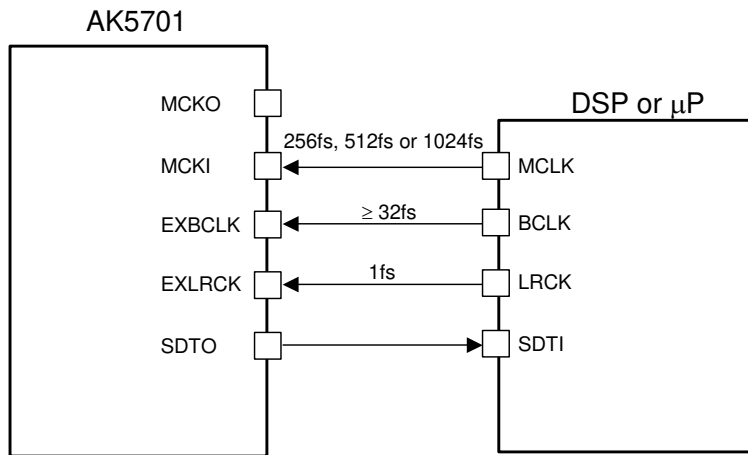 AK5701
DSP or μP
MCKO
256fs, 512fs or 1024fs
MCKI
MCLK
≥ 32fs
EXBCLK
BCLK
1fs
EXLRCK
LRCK
SDTO
SDTI